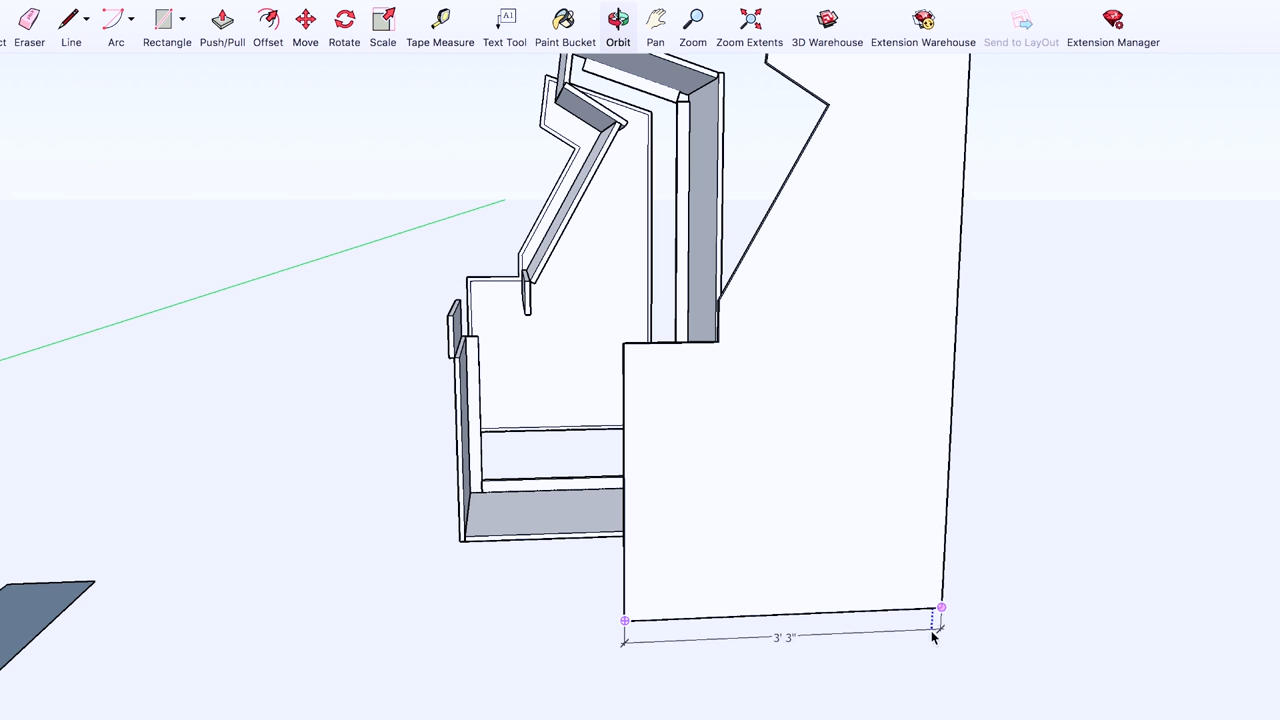 Eraser Line Arc Rectangle Push/Pull Offset Move Rotate Scale Tape Measure Text Tool Paint Bucket Orbit Pan Zoom Zoom Extents 3D Warehouse Extension Warehouse Send to LayOut Extension Manager
A1
3' 3"